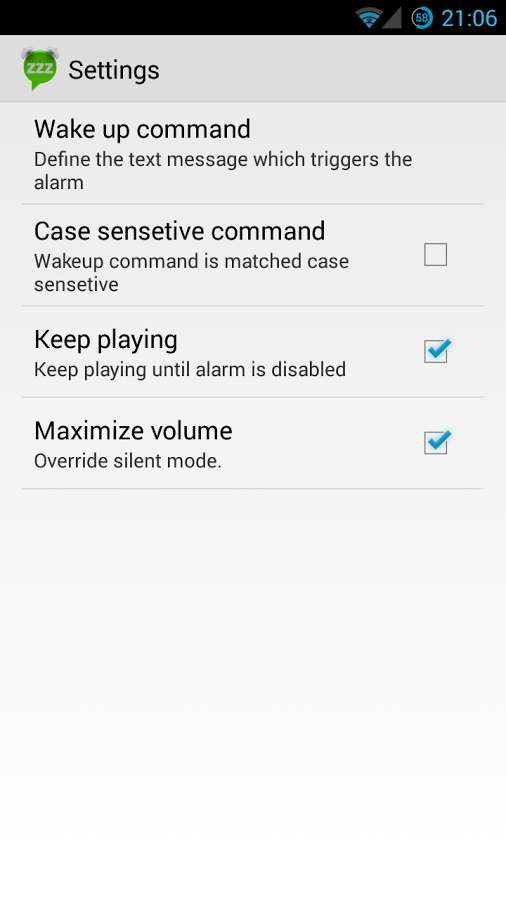 58 21:06
zzz Settings
Wake up command
Define the text message which triggers the
alarm
Case sensetive command
Wakeup command is matched case
sensetive
Keep playing
Keep playing until alarm is disabled
Maximize volume
Override silent mode.